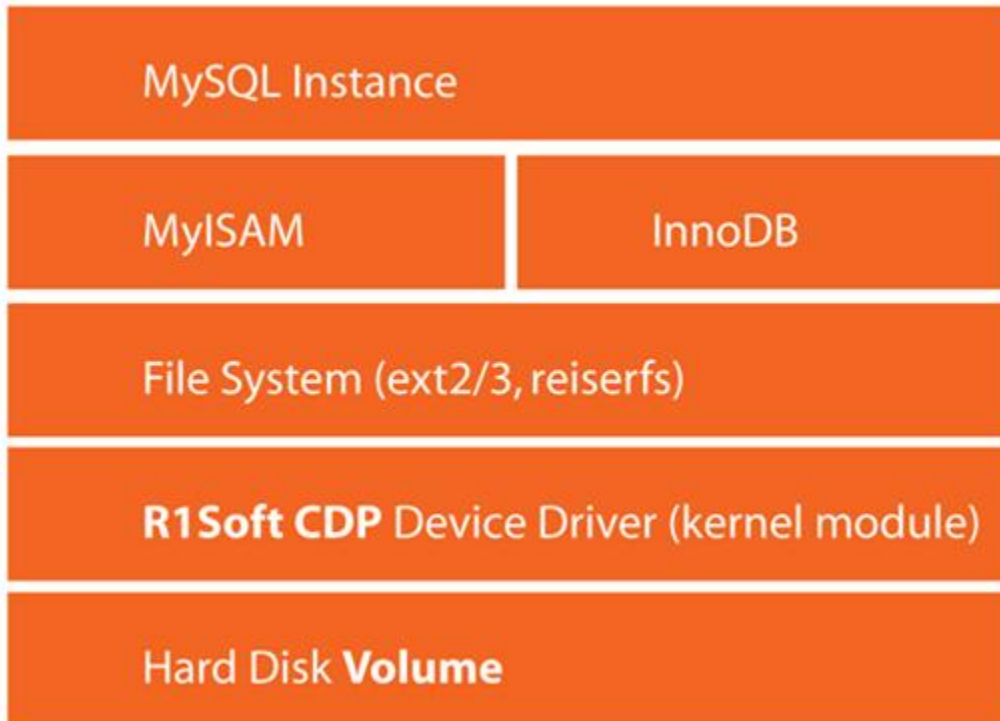 MySQL Instance
MyISAM
InnoDB
File System (ext2/3, reiserfs)
R1Soft CDP Device Driver (kernel module)
Hard Disk Volume